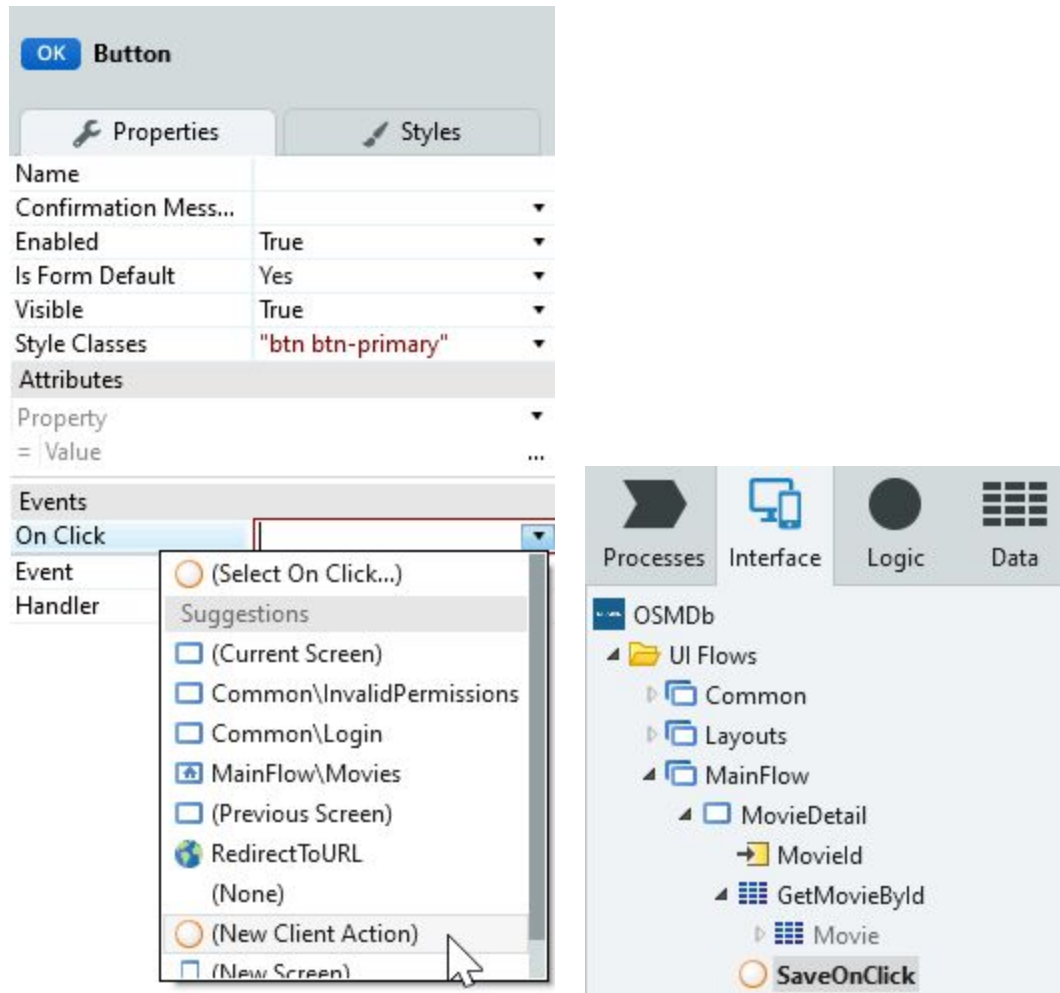 OK Button
Properties Styles
Name
Confirmation Mess...
Enabled True
Is Form Default Yes
Visible True
Style Classes "btn btn-primary"
Attributes
Property
= Value ...
Events
On Click
Event
Handler
(Select On Click...)
Suggestions
(Current Screen)
Common\InvalidPermissions
Common\Login
MainFlow\Movies
(Previous Screen)
RedirectToURL
(None)
(New Client Action)
(New Screen)
Processes Interface Logic Data
OSMDb
UI Flows
Common
Layouts
MainFlow
MovieDetail
MovieId
GetMovieById
Movie
SaveOnClick